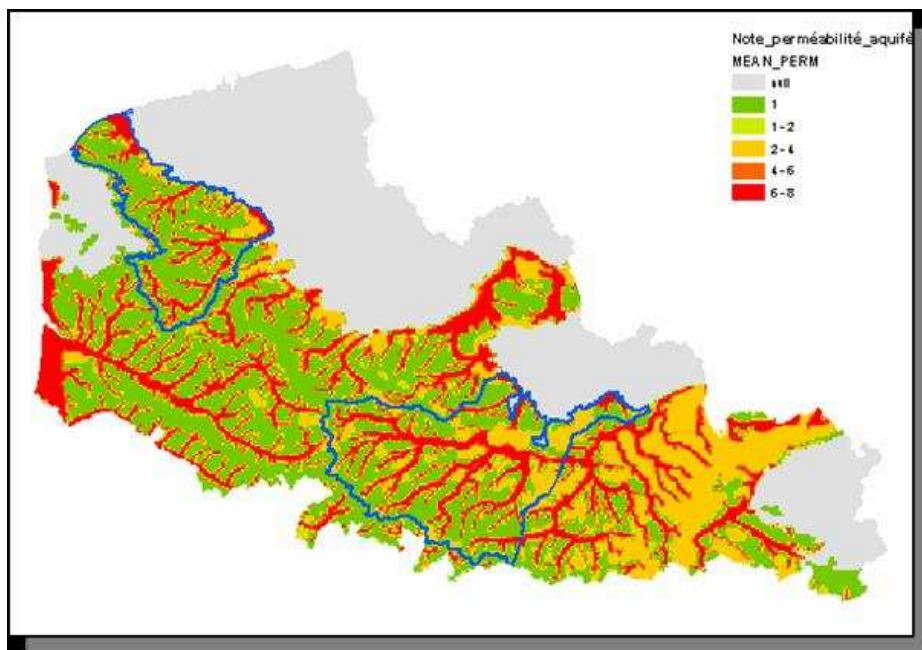 Note_perméabilité_aquifè
MEAN_PERM
null
1
1-2
2-4
4-6
6-8